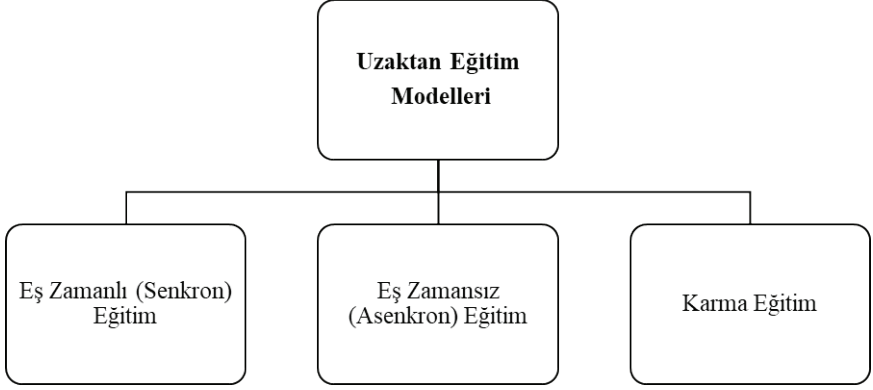 Uzaktan Eğitim
Modelleri
Eş Zamanlı (Senkron)
Eğitim
Eş Zamansız
(Asenkron) Eğitim
Karma Eğitim